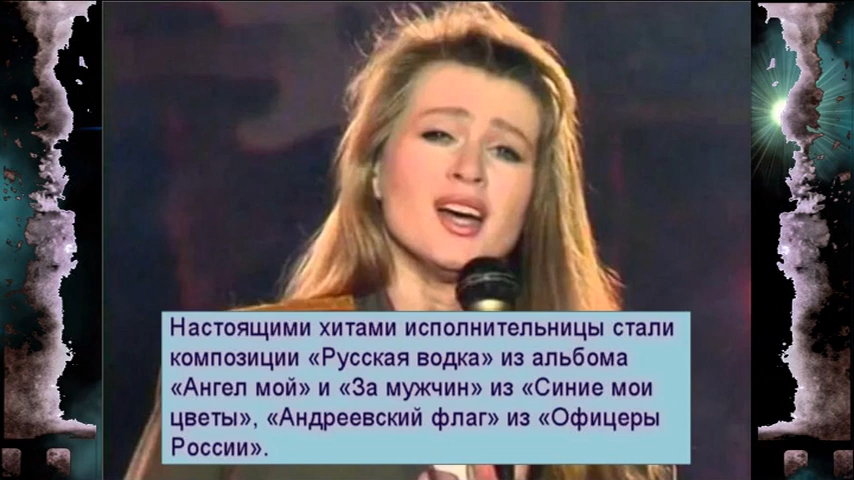 Настоящими хитами исполнительницы стали
композиции «Русская водка» из альбома
«Ангел мой» и «За мужчин» из «Синие мои
цветы», «Андреевский флаг» из «Офицеры
России».